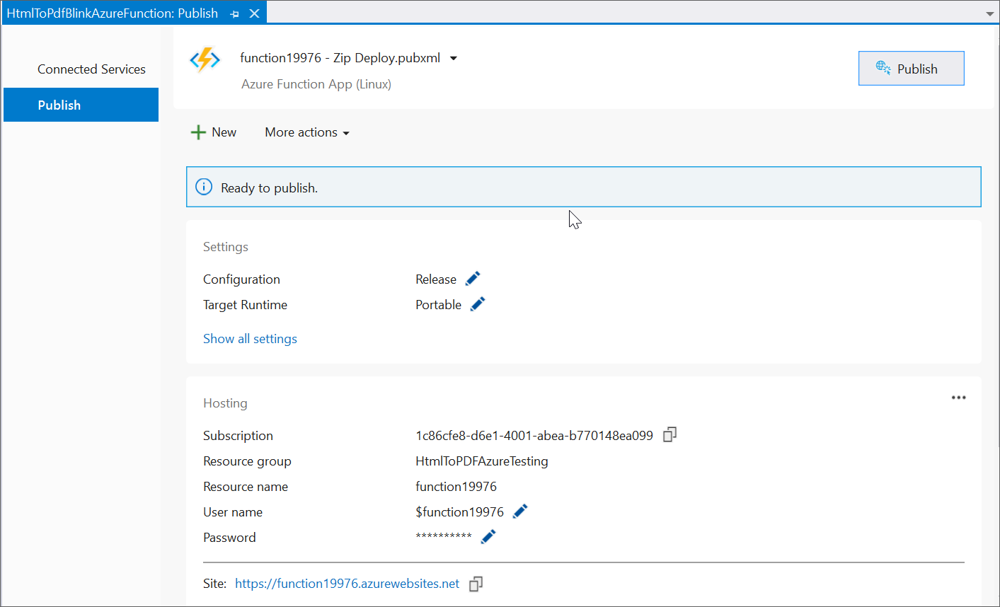 HtmlToPdfBlinkAzureFunction: Publish
Connected Services
Publish
function19976 - Zip Deploy.pubxml
Azure Function App (Linux)
Publish
New More actions
Ready to publish.
Settings
Configuration Release
Target Runtime Portable
Show all settings
Hosting
Subscription 1c86cfe8-d6e1-4001-abea-b770148ea099
Resource group HtmlToPDFAzureTesting
Resource name function19976
User name $function19976
Password **********
Site: https://function19976.azurewebsites.net